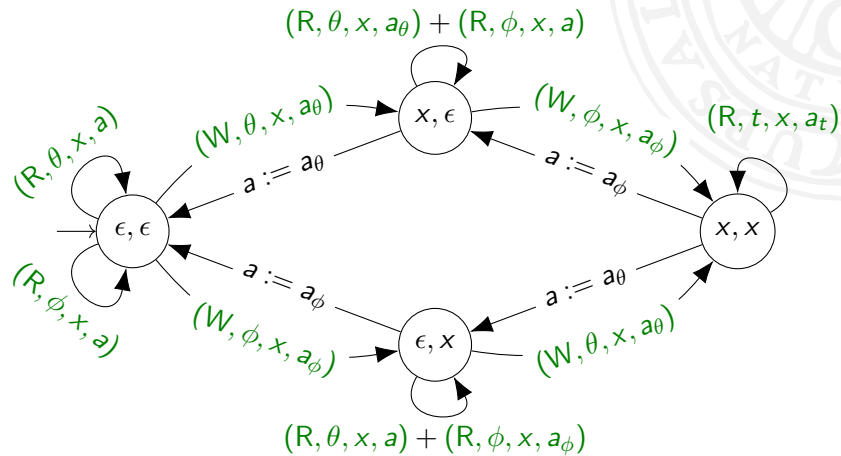 (R, θ, x, a_θ) + (R, ϕ, x, a)
(W, θ, x, a_θ)
x, ϵ
(W, ϕ, x, a_ϕ)
(R, t, x, a_t)
(R, θ, x, a)
a := a_θ
a := a_ϕ
ϵ, ϵ
x, x
(R, ϕ, x, a)
a := a_ϕ
a := a_θ
(W, ϕ, x, a_ϕ)
ϵ, x
(W, θ, x, a_θ)
(R, θ, x, a) + (R, ϕ, x, a_ϕ)